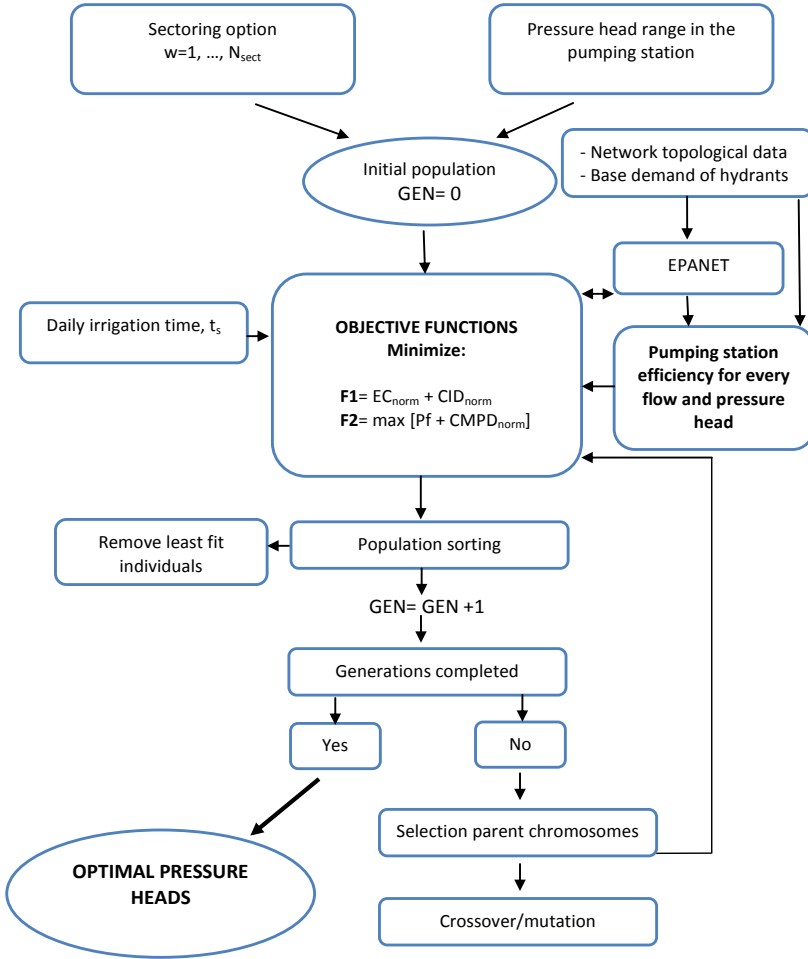 Sectoring option
w=1, …, Nsect
Pressure head range in the
pumping station
Initial population
GEN= 0
- Network topological data
- Base demand of hydrants
EPANET
Daily irrigation time, ts
OBJECTIVE FUNCTIONS
Minimize:
F1= ECnorm + CIDnorm
F2= max [Pf + CMPDnorm]
Pumping station
efficiency for every
flow and pressure
head
Remove least fit
individuals
Population sorting
GEN= GEN +1
Generations completed
Yes
No
Selection parent chromosomes
OPTIMAL PRESSURE
HEADS
Crossover/mutation